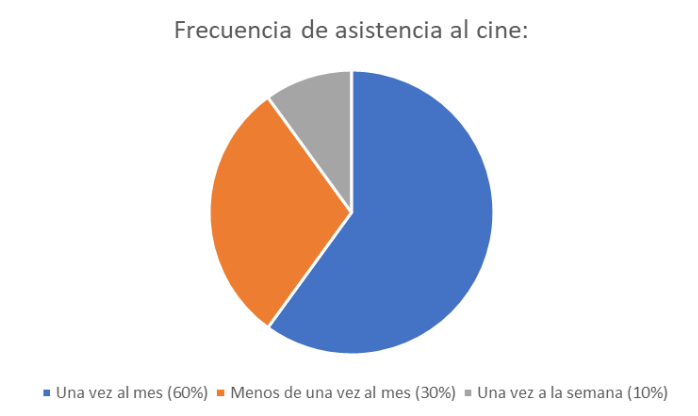 Frecuencia de asistencia al cine:
Una vez al mes (60%) Menos de una vez al mes (30%) Una vez a la semana (10%)